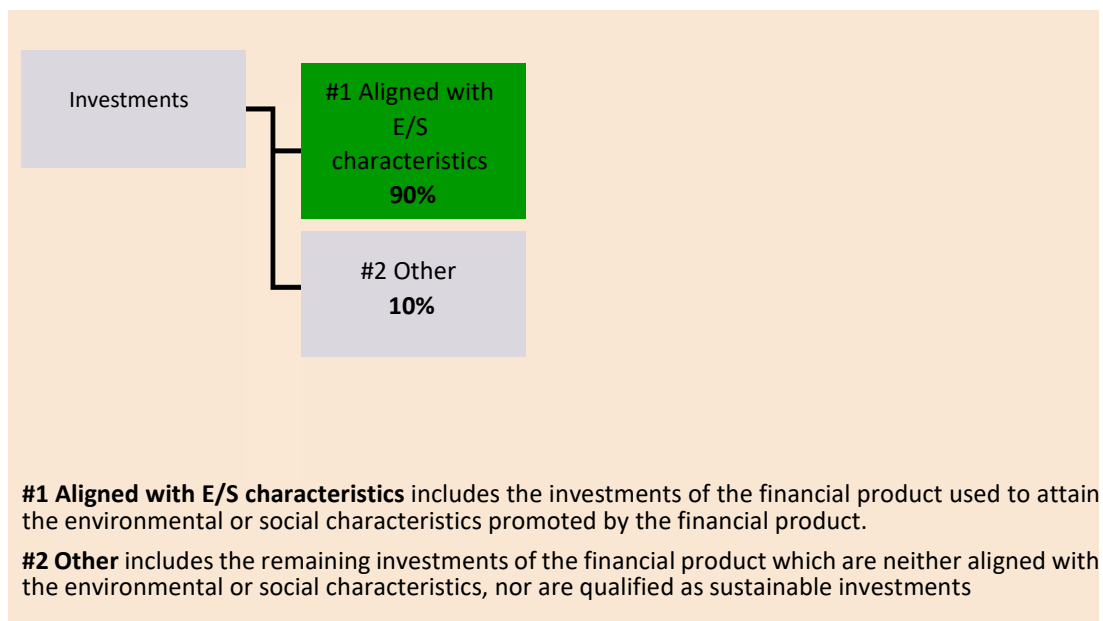 Investments
#1 Aligned with
E/S
characteristics
90%
#2 Other
10%
#1 Aligned with E/S characteristics includes the investments of the financial product used to attain
the environmental or social characteristics promoted by the financial product.
#2 Other includes the remaining investments of the financial product which are neither aligned with
the environmental or social characteristics, nor are qualified as sustainable investments